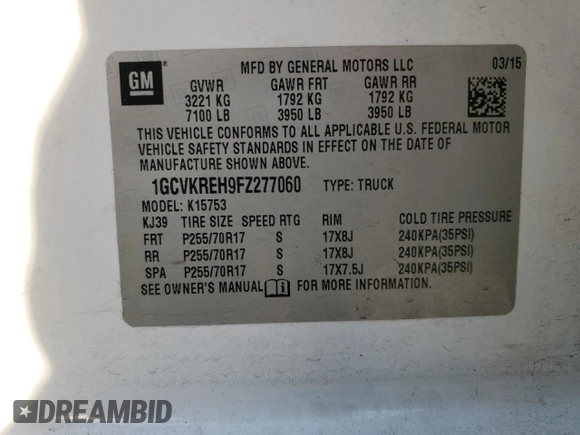 GM
MFD BY GENERAL MOTORS LLC 03/15
GVWR GAWR FRT GAWR RR
3221 KG 1792 KG 1792 KG
7100 LB 3950 LB 3950 LB
THIS VEHICLE CONFORMS TO ALL APPLICABLE U.S. FEDERAL MOTOR
VEHICLE SAFETY STANDARDS IN EFFECT ON THE DATE OF
MANUFACTURE SHOWN ABOVE.
1GCVKREH9FZ277060 TYPE: TRUCK
MODEL: K15753
KJ39 TIRE SIZE SPEED RTG RIM COLD TIRE PRESSURE
FRT P255/70R17 S 17X8J 240KPA(35PSI)
RR P255/70R17 S 17X8J 240KPA(35PSI)
SPA P255/70R17 S 17X7.5J 240KPA(35PSI)
SEE OWNER'S MANUAL FOR MORE INFORMATION.
DREAMBID